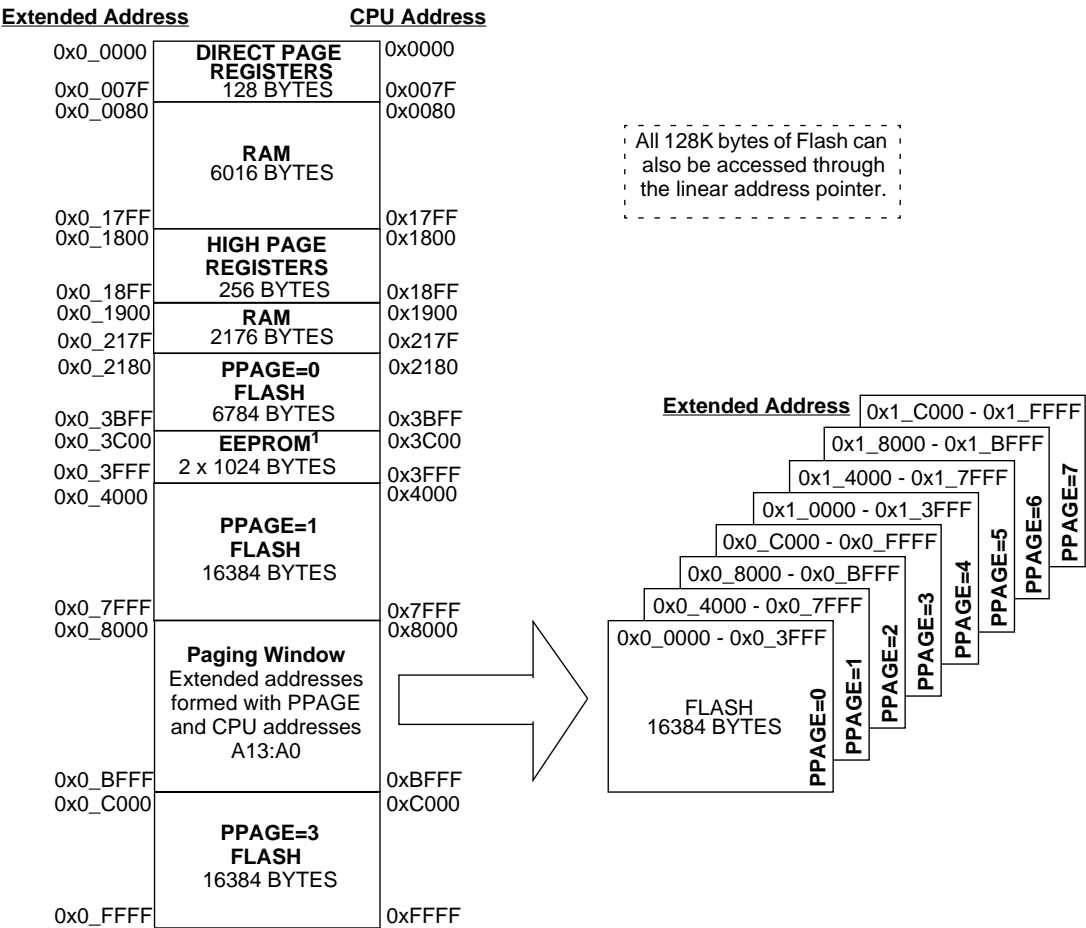 Extended Address
CPU Address
0x0_0000
DIRECT PAGE
REGISTERS
128 BYTES
0x0000
0x0_007F
0x007F
0x0_0080
RAM
6016 BYTES
0x0080
0x0_17FF
0x17FF
0x0_1800
HIGH PAGE
REGISTERS
256 BYTES
0x1800
0x0_18FF
0x18FF
0x0_1900
RAM
2176 BYTES
0x1900
0x0_217F
0x217F
0x0_2180
PPAGE=0
FLASH
6784 BYTES
0x2180
0x0_3BFF
0x3BFF
0x0_3C00
EEPROM1
2 x 1024 BYTES
0x3C00
0x0_3FFF
0x3FFF
0x0_4000
PPAGE=1
FLASH
16384 BYTES
0x4000
0x0_7FFF
0x7FFF
0x0_8000
Paging Window
Extended addresses
formed with PPAGE
and CPU addresses
A13:A0
0x8000
0x0_BFFF
0xBFFF
0x0_C000
PPAGE=3
FLASH
16384 BYTES
0xC000
0x0_FFFF
0xFFFF
All 128K bytes of Flash can
also be accessed through
the linear address pointer.
Extended Address
0x1_C000 - 0x1_FFFF
PPAGE=7
0x1_8000 - 0x1_BFFF
PPAGE=6
0x1_4000 - 0x1_7FFF
PPAGE=5
0x1_0000 - 0x1_3FFF
PPAGE=4
0x0_C000 - 0x0_FFFF
PPAGE=3
0x0_8000 - 0x0_BFFF
PPAGE=2
0x0_4000 - 0x0_7FFF
PPAGE=1
0x0_0000 - 0x0_3FFF
FLASH
16384 BYTES
PPAGE=0